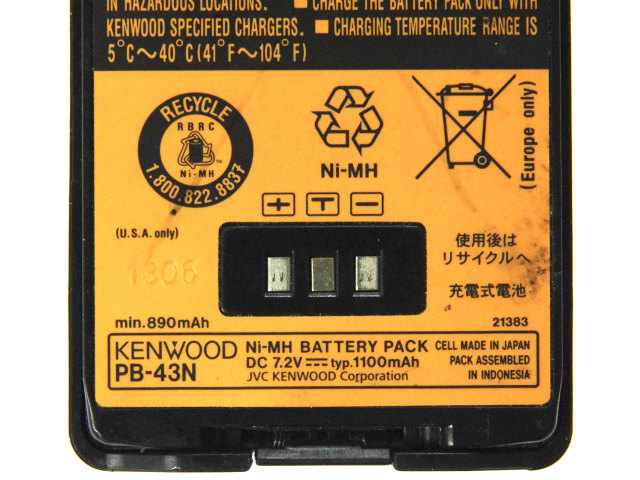 IN HAZARDOUS LOCATIONS. ■ CHARGE THE BATTERY PACK ONLY WITH
KENWOOD SPECIFIED CHARGERS. ■ CHARGING TEMPERATURE RANGE IS
5°C～40°C(41°F～104°F)
RECYCLE
RBRC
TM
Ni-MH
1.800.822.8837
(U.S.A. only)
Ni-MH
(Europe only)
+ T −
使用後は
リサイクルへ
充電式電池
1306
min.890mAh
21383
KENWOOD
PB-43N
Ni-MH BATTERY PACK
DC 7.2V typ.1100mAh
JVC KENWOOD Corporation
CELL MADE IN JAPAN
PACK ASSEMBLED
IN INDONESIA